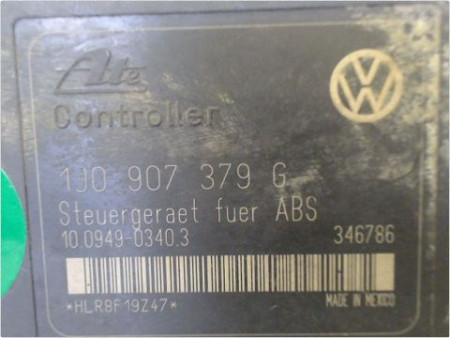 Ate
Controller
1J0 907 379 G
Steuergeraet fuer ABS
10.0949-0340.3 346786
*HLR8F19Z47*
MADE IN MEXICO